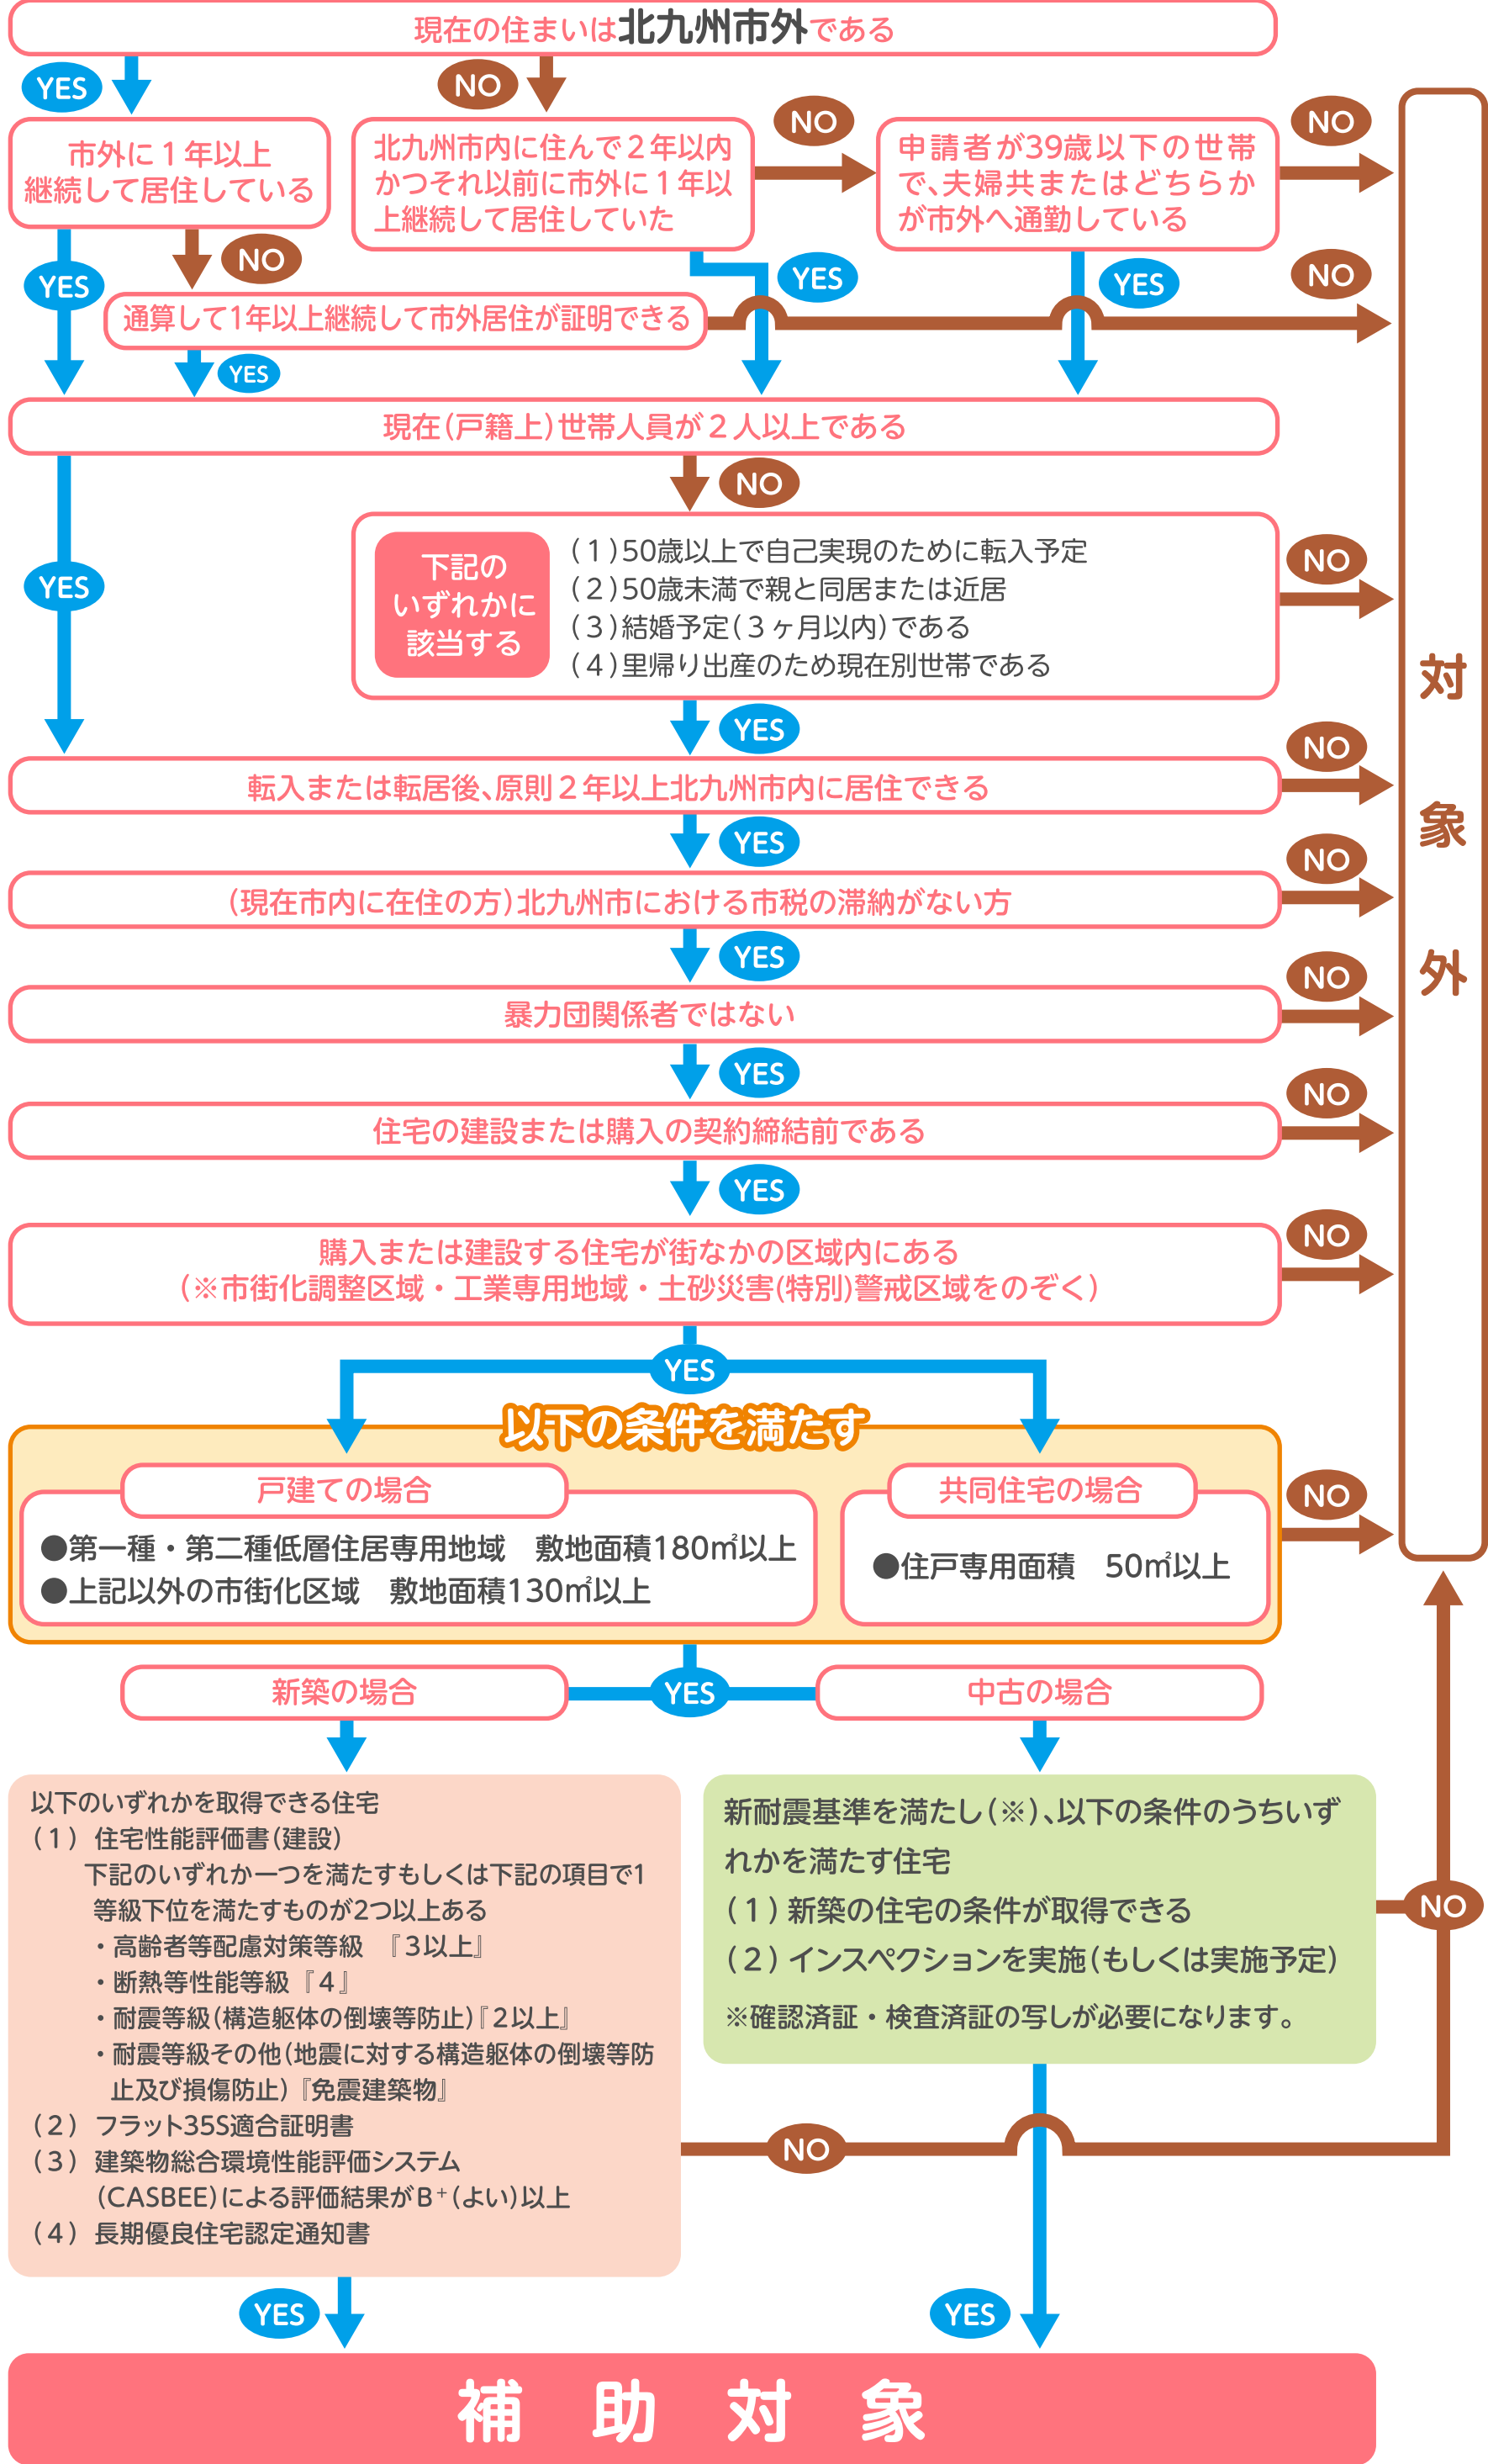 現在の住まいは北九州市外である
YES
NO
市外に1年以上
継続して居住している
北九州市内に住んで2年以内
かつそれ以前に市外に1年以
上継続して居住していた
NO
申請者が39歳以下の世帯
で、夫婦共またはどちらか
が市外へ通勤している
NO
YES
NO
YES
YES
NO
通算して1年以上継続して市外居住が証明できる
YES
現在(戸籍上)世帯人員が2人以上である
YES
NO
下記の
いずれかに
該当する
(1)50歳以上で自己実現のために転入予定
(2)50歳未満で親と同居または近居
(3)結婚予定(3ヶ月以内)である
(4)里帰り出産のため現在別世帯である
NO
YES
転入または転居後、原則2年以上北九州市内に居住できる
NO
YES
(現在市内に在住の方)北九州市における市税の滞納がない方
NO
YES
暴力団関係者ではない
NO
YES
住宅の建設または購入の契約締結前である
NO
YES
購入または建設する住宅が街なかの区域内にある
(※市街化調整区域・工業専用地域・土砂災害(特別)警戒区域をのぞく)
NO
YES
対象外
以下の条件を満たす
戸建ての場合
●第一種・第二種低層住居専用地域 敷地面積180㎡以上
●上記以外の市街化区域 敷地面積130㎡以上
共同住宅の場合
●住戸専用面積 50㎡以上
NO
新築の場合
YES
中古の場合
以下のいずれかを取得できる住宅
(1) 住宅性能評価書(建設)
下記のいずれか一つを満たすもしくは下記の項目で1
等級下位を満たすものが2つ以上ある
・高齢者等配慮対策等級 『3以上』
・断熱等性能等級『4』
・耐震等級(構造躯体の倒壊等防止)『2以上』
・耐震等級その他(地震に対する構造躯体の倒壊等防
止及び損傷防止)『免震建築物』
(2) フラット35S適合証明書
(3) 建築物総合環境性能評価システム
(CASBEE)による評価結果がB⁺(よい)以上
(4) 長期優良住宅認定通知書
新耐震基準を満たし(※)、以下の条件のうちいず
れかを満たす住宅
(1)新築の住宅の条件が取得できる
(2)インスペクションを実施(もしくは実施予定)
※確認済証・検査済証の写しが必要になります。
NO
NO
YES
YES
補助対象